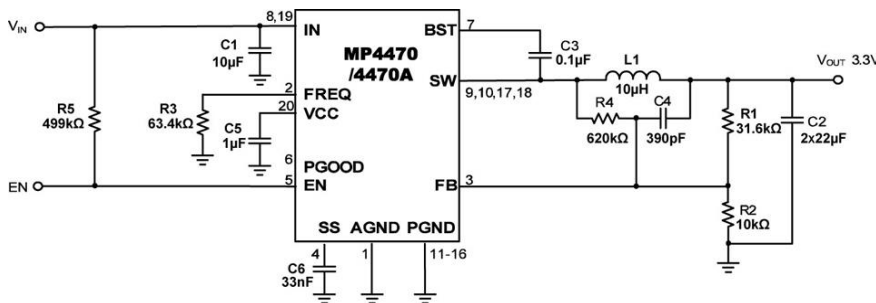 8,19
7
V_IN
IN
BST
C1
10µF
MP4470
/4470A
C3
0.1µF
L1
10µH
V_OUT 3.3V
SW
9,10,17,18
2
FREQ
R5
499kΩ
R3
63.4kΩ
20
VCC
C5
1µF
R4
620kΩ
C4
390pF
R1
31.6kΩ
C2
2x22µF
6
PGOOD
EN
5
EN
FB
3
R2
10kΩ
SS
AGND
PGND
4
1
11-16
C6
33nF